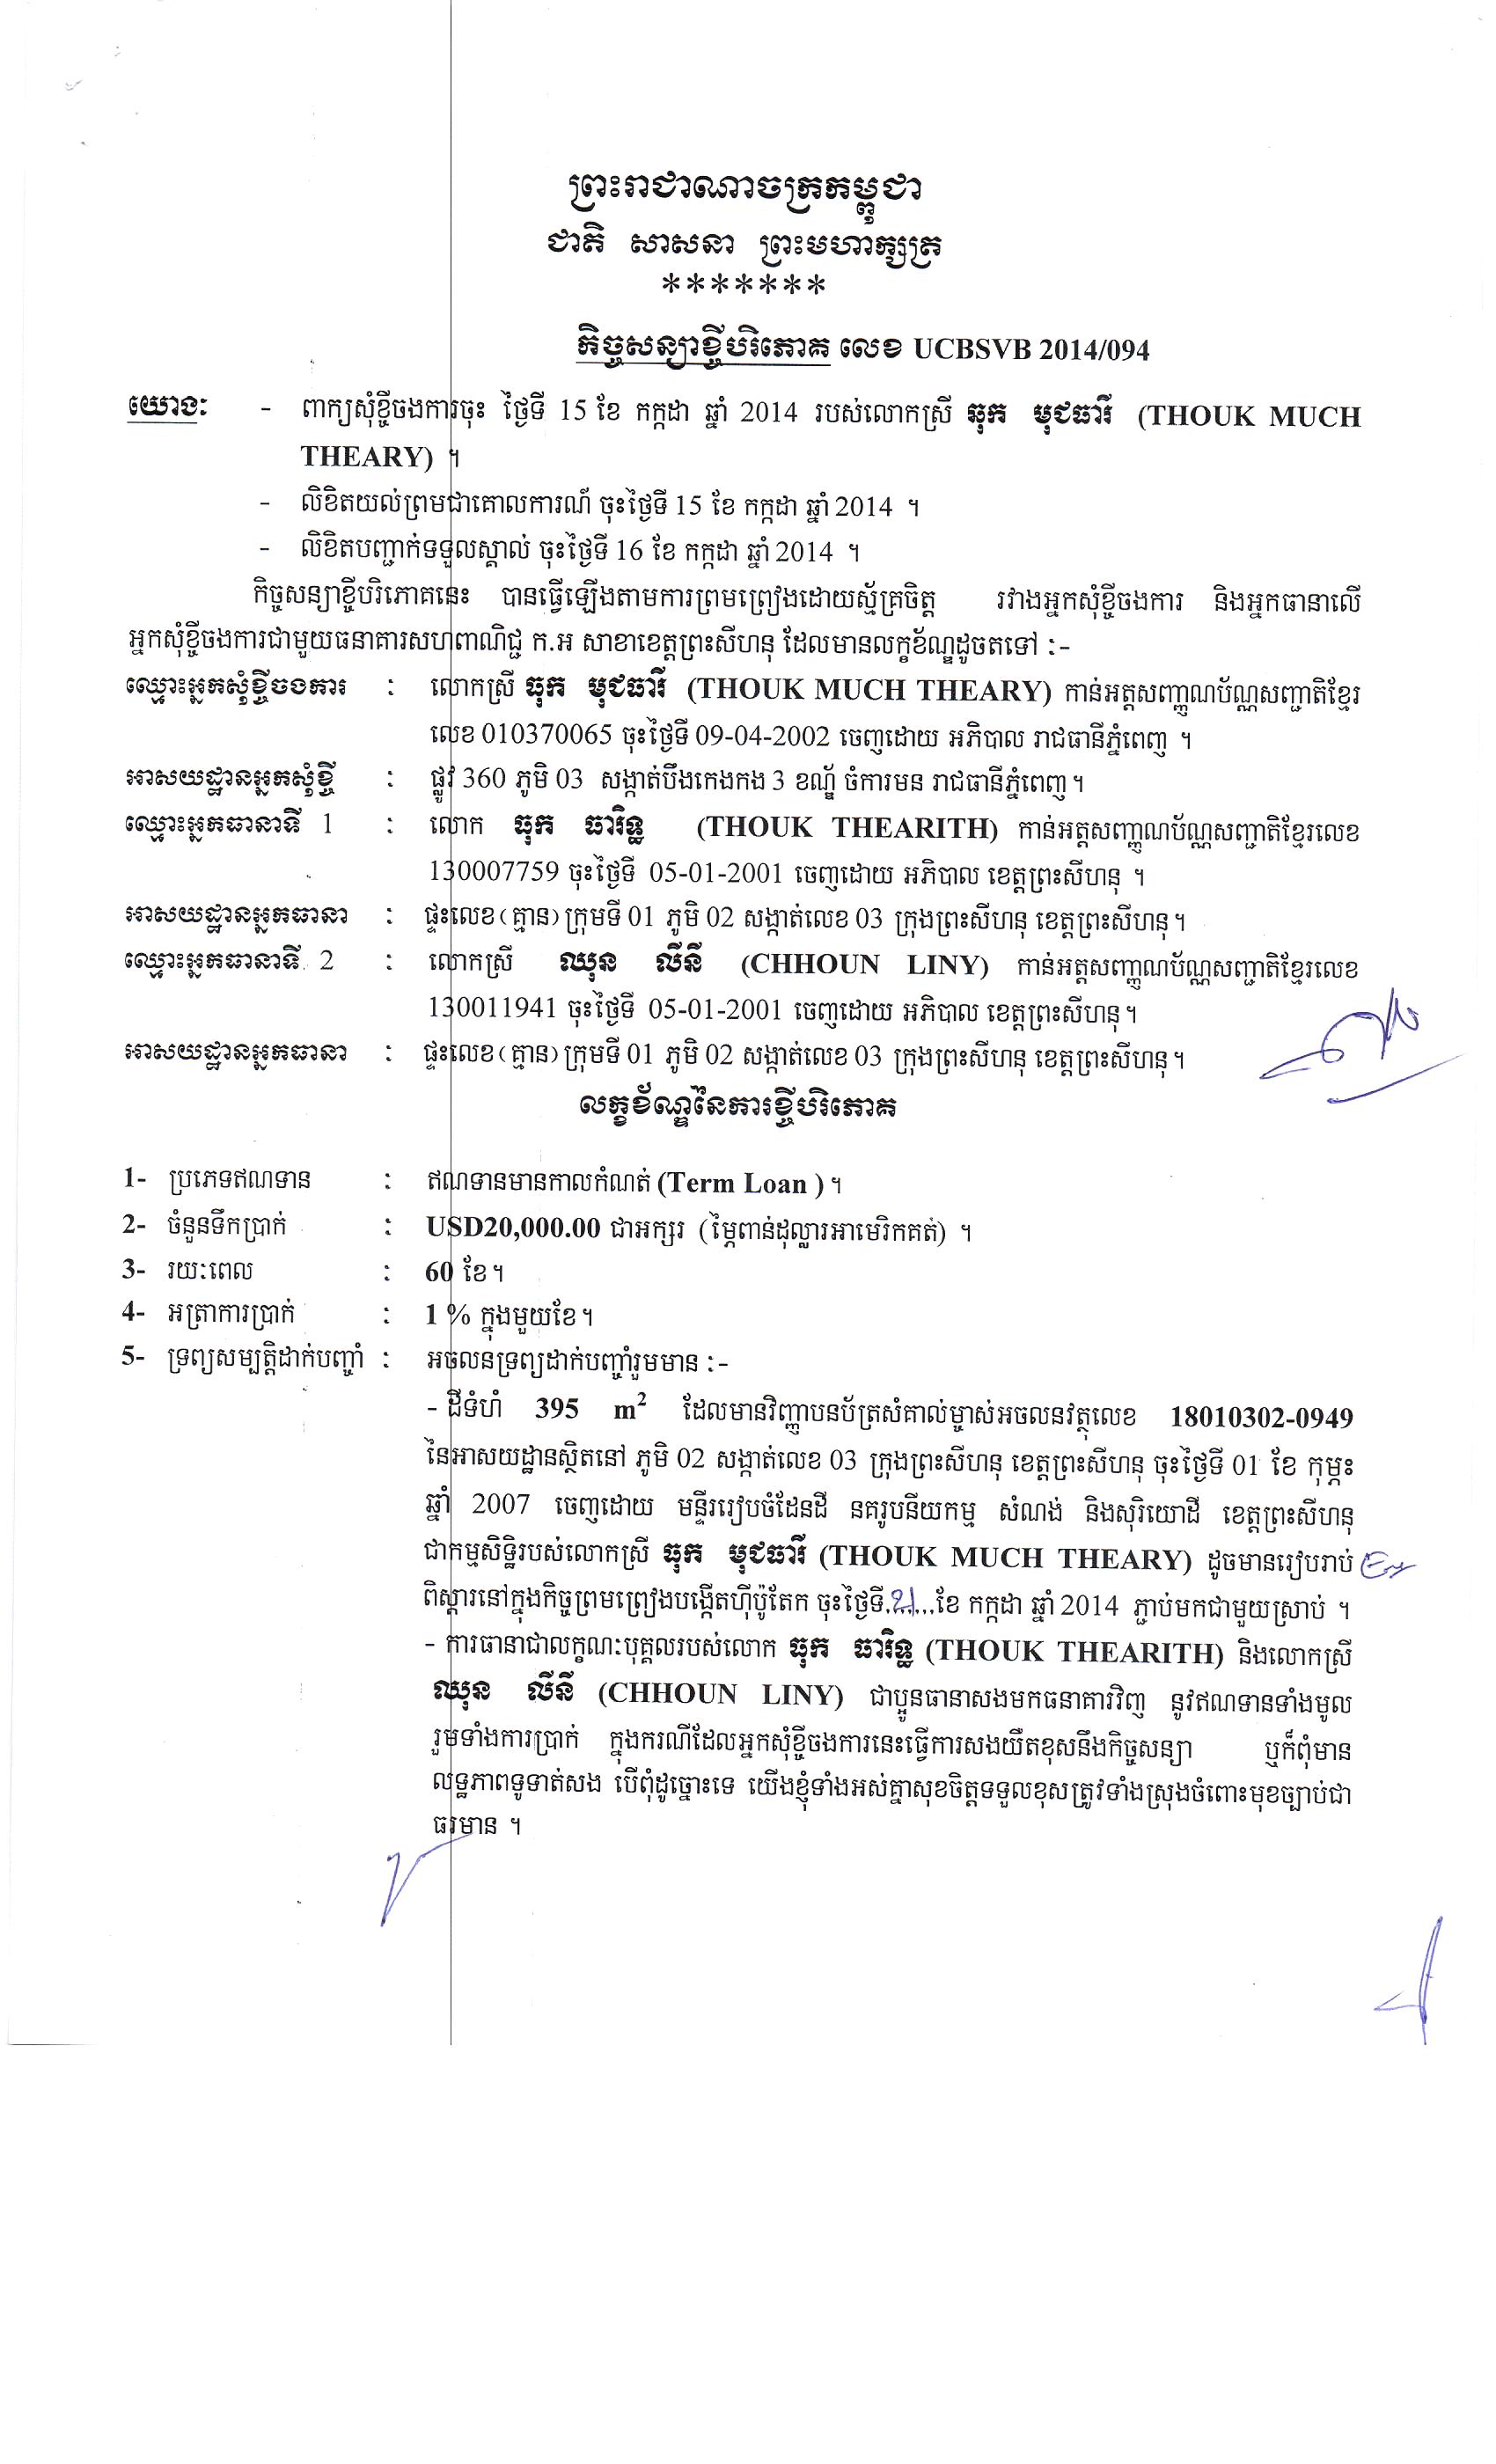 ព្រះរាជាណាចក្រកម្ពុជា
ជាតិ សាសនា ព្រះមហាក្សត្រ
*******
កិច្ចសន្យាខ្ចីបរិភោគ លេខ UCBSVB 2014/094
យោងៈ - ពាក្យសុំខ្ចីចងការចុះ ថ្ងៃទី 15 ខែ កក្កដា ឆ្នាំ 2014 របស់លោកស្រី ធុក មុជធារី (THOUK MUCH
THEARY) ។
- លិខិតយល់ព្រមជាគោលការណ៍ ចុះថ្ងៃទី 15 ខែ កក្កដា ឆ្នាំ 2014 ។
- លិខិតបញ្ជាក់ទទួលស្គាល់ ចុះថ្ងៃទី 16 ខែ កក្កដា ឆ្នាំ 2014 ។
កិច្ចសន្យាខ្ចីបរិភោគនេះ បានធ្វើឡើងតាមការព្រមព្រៀងដោយស្ម័គ្រចិត្ត រវាងអ្នកសុំខ្ចីចងការ និងអ្នកធានាលើ
អ្នកសុំខ្ចីចងការជាមួយធនាគារសហពាណិជ្ជ ក.អ សាខាខេត្តព្រះសីហនុ ដែលមានលក្ខខ័ណ្ឌដូចតទៅ :-
ឈ្មោះអ្នកសុំខ្ចីចងការ : លោកស្រី ធុក មុជធារី (THOUK MUCH THEARY) កាន់អត្តសញ្ញាណប័ណ្ណសញ្ជាតិខ្មែរ
លេខ 010370065 ចុះថ្ងៃទី 09-04-2002 ចេញដោយ អភិបាល រាជធានីភ្នំពេញ ។
អាសយដ្ឋានអ្នកសុំខ្ចី : ផ្លូវ 360 ភូមិ 03 សង្កាត់បឹងកេងកង 3 ខណ្ឌ័ ចំការមន រាជធានីភ្នំពេញ។
ឈ្មោះអ្នកធានាទី 1 : លោក ធុក ធារិទ្ធ (THOUK THEARITH) កាន់អត្តសញ្ញាណប័ណ្ណសញ្ជាតិខ្មែរលេខ
130007759 ចុះថ្ងៃទី 05-01-2001 ចេញដោយ អភិបាល ខេត្តព្រះសីហនុ ។
អាសយដ្ឋានអ្នកធានា : ផ្ទះលេខ(គ្មាន) ក្រុមទី 01 ភូមិ 02 សង្កាត់លេខ 03 ក្រុងព្រះសីហនុ ខេត្តព្រះសីហនុ។
ឈ្មោះអ្នកធានាទី 2 : លោកស្រី ឈុន លីនី (CHHOUN LINY) កាន់អត្តសញ្ញាណប័ណ្ណសញ្ជាតិខ្មែរលេខ
130011941 ចុះថ្ងៃទី 05-01-2001 ចេញដោយ អភិបាល ខេត្តព្រះសីហនុ។
អាសយដ្ឋានអ្នកធានា : ផ្ទះលេខ(គ្មាន) ក្រុមទី 01 ភូមិ 02 សង្កាត់លេខ 03 ក្រុងព្រះសីហនុ ខេត្តព្រះសីហនុ។
លក្ខខ័ណ្ឌនៃការខ្ចីបរិភោគ
1- ប្រភេទឥណទាន : ឥណទានមានកាលកំណត់ (Term Loan ) ។
2- ចំនួនទឹកប្រាក់ : USD20,000.00 ជាអក្សរ (ម្ភៃពាន់ដុល្លារអាមេរិកគត់) ។
3- រយៈពេល : 60 ខែ។
4- អត្រាការប្រាក់ : 1 % ក្នុងមួយខែ។
5- ទ្រព្យសម្បត្តិដាក់បញ្ចាំ : អចលនទ្រព្យដាក់បញ្ចាំរួមមាន :-
- ដីទំហំ 395 m² ដែលមានវិញ្ញាបនប័ត្រសំគាល់ម្ចាស់អចលនវត្ថុលេខ 18010302-0949
នៃអាសយដ្ឋានស្ថិតនៅ ភូមិ 02 សង្កាត់លេខ 03 ក្រុងព្រះសីហនុ ខេត្តព្រះសីហនុ ចុះថ្ងៃទី 01 ខែ កុម្ភះ
ឆ្នាំ 2007 ចេញដោយ មន្ទីររៀបចំដែនដី នគរូបនីយកម្ម សំណង់ និងសុរិយោដី ខេត្តព្រះសីហនុ
ជាកម្មសិទ្ធិរបស់លោកស្រី ធុក មុជធារី (THOUK MUCH THEARY) ដូចមានរៀបរាប់
ពិស្តារនៅក្នុងកិច្ចព្រមព្រៀងបង្កើតហ៊ីប៉ូតែក ចុះថ្ងៃទី.21...ខែ កក្កដា ឆ្នាំ 2014 ភ្ជាប់មកជាមួយស្រាប់ ។
- ការធានាជាលក្ខណៈបុគ្គលរបស់លោក ធុក ធារិទ្ធ (THOUK THEARITH) និងលោកស្រី
ឈុន លីនី (CHHOUN LINY) ជាប្អូនធានាសងមកធនាគារវិញ នូវឥណទានទាំងមូល
រួមទាំងការប្រាក់ ក្នុងករណីដែលអ្នកសុំខ្ចីចងការនេះធ្វើការសងយឺតខុសនឹងកិច្ចសន្យា ឬក៏ពុំមាន
លទ្ធភាពទូទាត់សង បើពុំដូច្នោះទេ យើងខ្ញុំទាំងអស់គ្នាសុខចិត្តទទួលខុសត្រូវទាំងស្រុងចំពោះមុខច្បាប់ជា
ធរមាន ។